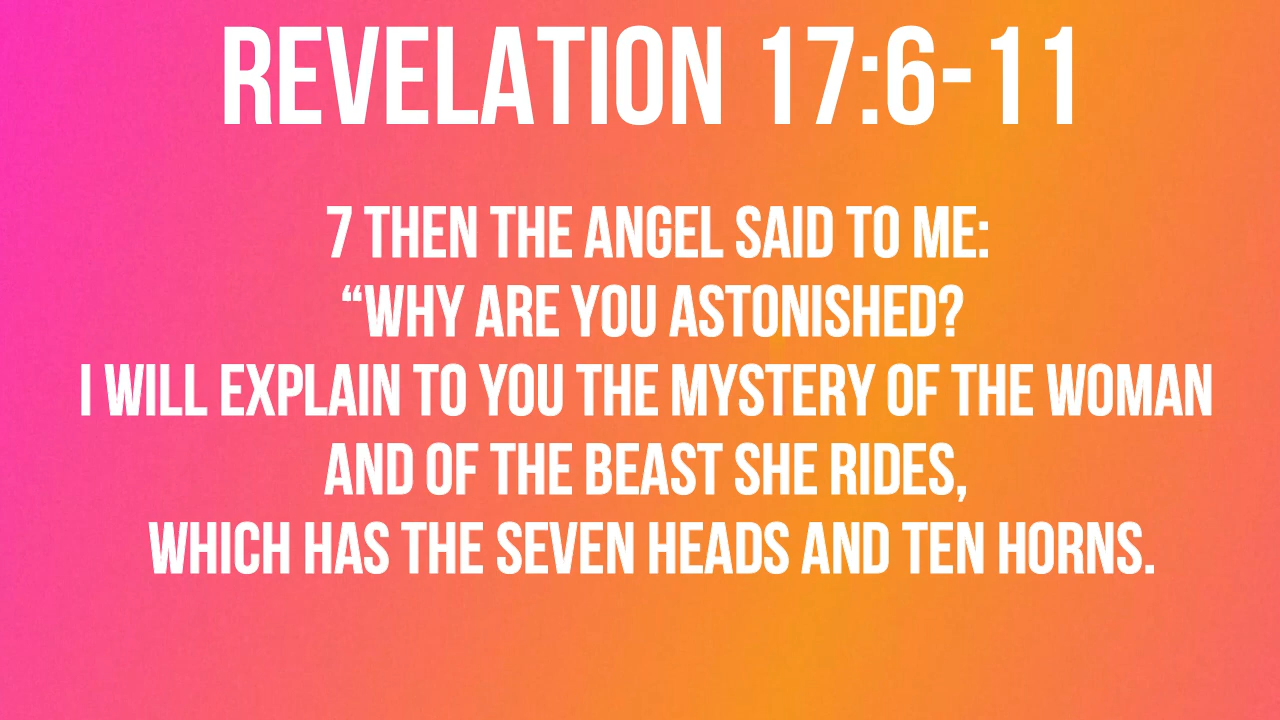 REVELATION 17:6-11
7 THEN THE ANGEL SAID TO ME:
“WHY ARE YOU ASTONISHED?
I WILL EXPLAIN TO YOU THE MYSTERY OF THE WOMAN
AND OF THE BEAST SHE RIDES,
WHICH HAS THE SEVEN HEADS AND TEN HORNS.